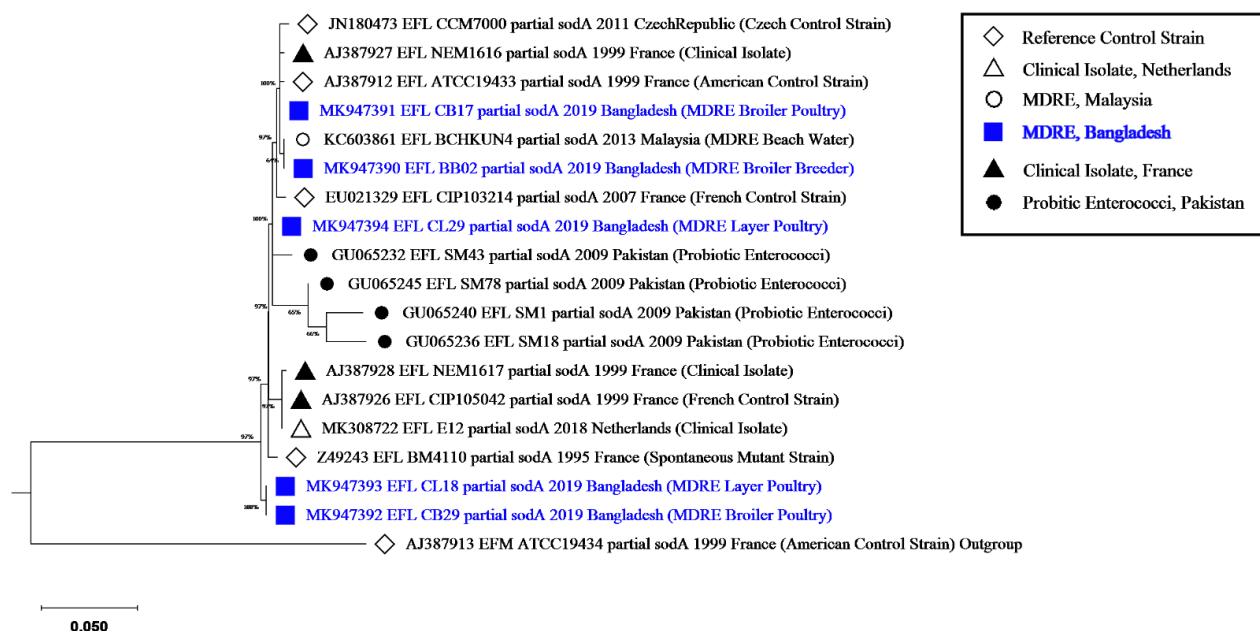 JN180473 EFL CCM7000 partial sodA 2011 CzechRepublic (Czech Control Strain)
AJ387927 EFL NEM1616 partial sodA 1999 France (Clinical Isolate)
100%
AJ387912 EFL ATCC19433 partial sodA 1999 France (American Control Strain)
MK947391 EFL CB17 partial sodA 2019 Bangladesh (MDRE Broiler Poultry)
97%
KC603861 EFL BCHKUN4 partial sodA 2013 Malaysia (MDRE Beach Water)
MK947390 EFL BB02 partial sodA 2019 Bangladesh (MDRE Broiler Breeder)
EU021329 EFL CIP103214 partial sodA 2007 France (French Control Strain)
100%
MK947394 EFL CL29 partial sodA 2019 Bangladesh (MDRE Layer Poultry)
GU065232 EFL SM43 partial sodA 2009 Pakistan (Probiotic Enterococci)
GU065245 EFL SM78 partial sodA 2009 Pakistan (Probiotic Enterococci)
97%
65%
GU065240 EFL SM1 partial sodA 2009 Pakistan (Probiotic Enterococci)
66%
GU065236 EFL SM18 partial sodA 2009 Pakistan (Probiotic Enterococci)
AJ387928 EFL NEM1617 partial sodA 1999 France (Clinical Isolate)
97%
AJ387926 EFL CIP105042 partial sodA 1999 France (French Control Strain)
97%
MK308722 EFL E12 partial sodA 2018 Netherlands (Clinical Isolate)
97%
Z49243 EFL BM4110 partial sodA 1995 France (Spontaneous Mutant Strain)
MK947393 EFL CL18 partial sodA 2019 Bangladesh (MDRE Layer Poultry)
100%
MK947392 EFL CB29 partial sodA 2019 Bangladesh (MDRE Broiler Poultry)
AJ387913 EFM ATCC19434 partial sodA 1999 France (American Control Strain) Outgroup
0.050
Reference Control Strain
Clinical Isolate, Netherlands
MDRE, Malaysia
MDRE, Bangladesh
Clinical Isolate, France
Probitic Enterococci, Pakistan